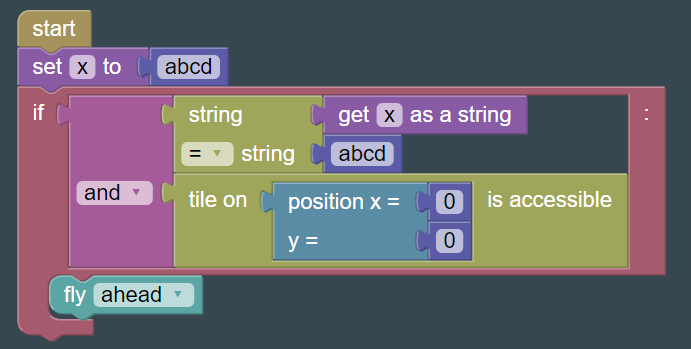 start
set x to abcd
if string get x as a string :
= string abcd
and tile on position x = 0 is accessible
y = 0
fly ahead